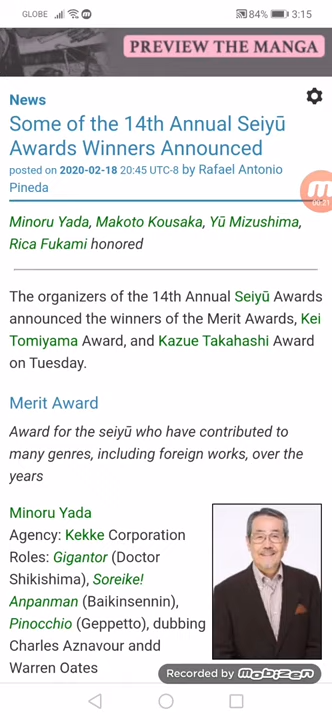 GLOBE 84% 3:15
PREVIEW THE MANGA
News
Some of the 14th Annual Seiyū
Awards Winners Announced
posted on 2020-02-18 20:45 UTC-8 by Rafael Antonio
Pineda
00:21
Minoru Yada, Makoto Kousaka, Yū Mizushima,
Rica Fukami honored
The organizers of the 14th Annual Seiyū Awards
announced the winners of the Merit Awards, Kei
Tomiyama Award, and Kazue Takahashi Award
on Tuesday.
Merit Award
Award for the seiyū who have contributed to
many genres, including foreign works, over the
years
Minoru Yada
Agency: Kekke Corporation
Roles: Gigantor (Doctor
Shikishima), Soreike!
Anpanman (Baikinsennin),
Pinocchio (Geppetto), dubbing
Charles Aznavour andd
Warren Oates
Recorded by mobizen